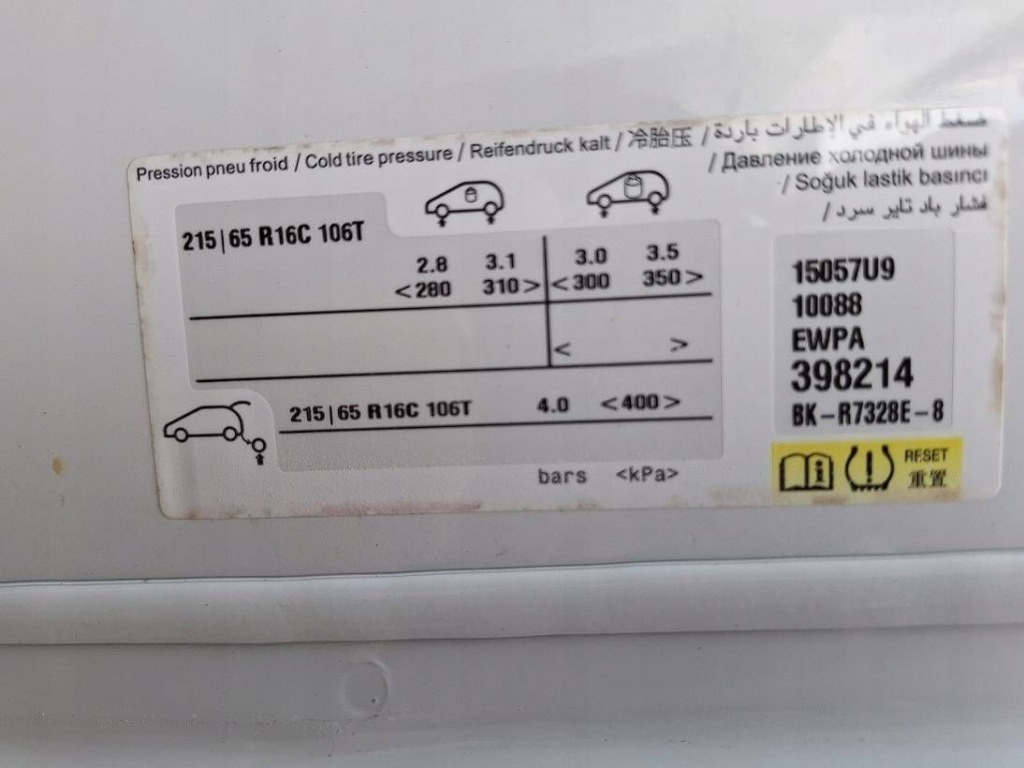 Pression pneu froid / Cold tire pressure / Reifendruck kalt / 冷胎压 / ضغط الهواء في الإطارات باردة
/ Давление холодной шины
/ Soğuk lastik basıncı
/ فشار باد تایر سرد
215|65 R16C 106T
2.8 3.1 3.0 3.5
<280 310> <300 350>
< >
215|65 R16C 106T 4.0 <400>
bars <kPa>
15057U9
10088
EWPA
398214
BK-R7328E-8
RESET
重置